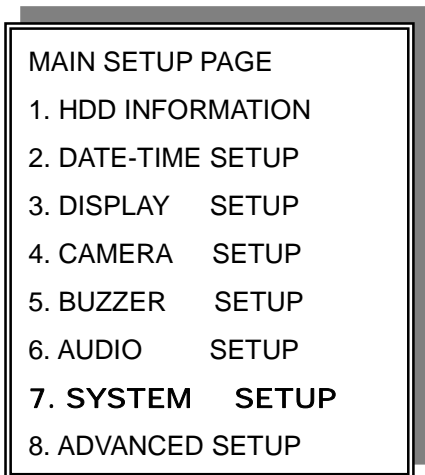 MAIN SETUP PAGE
1. HDD INFORMATION
2. DATE-TIME SETUP
3. DISPLAY SETUP
4. CAMERA SETUP
5. BUZZER SETUP
6. AUDIO SETUP
7. SYSTEM SETUP
8. ADVANCED SETUP